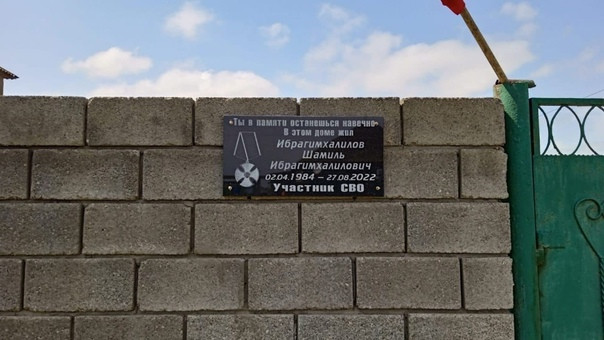 «Ты в памяти останешься навечно»
В этом доме жил
Ибрагимхалилов
Шамиль
Ибрагимхалилович
02.04.1984 – 27.08.2022
Участник СВО